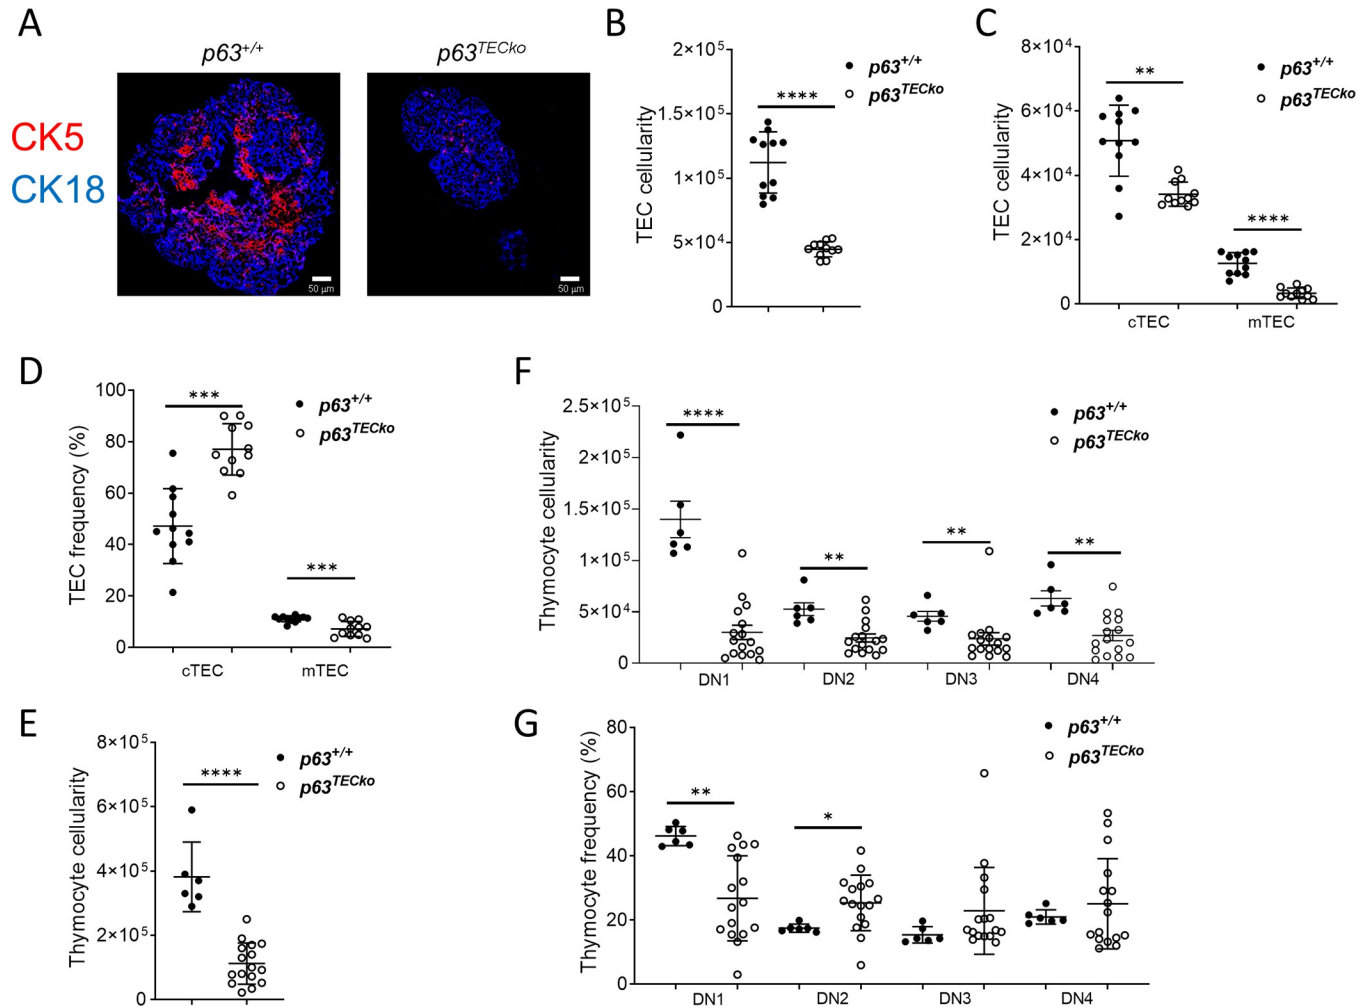 A
p63+/+
p63TECko
CK5
CK18
50 µm
50 µm
B
TEC cellularity
2×10⁵
1.5×10⁵
1×10⁵
5×10⁴
0
****
p63+/+
p63TECko
C
TEC cellularity
8×10⁴
6×10⁴
4×10⁴
2×10⁴
0
**
****
p63+/+
p63TECko
cTEC
mTEC
D
TEC frequency (%)
100
80
60
40
20
0
***
***
p63+/+
p63TECko
cTEC
mTEC
E
Thymocyte cellularity
8×10⁵
6×10⁵
4×10⁵
2×10⁵
0
****
p63+/+
p63TECko
F
Thymocyte cellularity
2.5×10⁵
2×10⁵
1.5×10⁵
1×10⁵
5×10⁴
0
****
**
**
**
p63+/+
p63TECko
DN1
DN2
DN3
DN4
G
Thymocyte frequency (%)
80
60
40
20
0
**
*
p63+/+
p63TECko
DN1
DN2
DN3
DN4